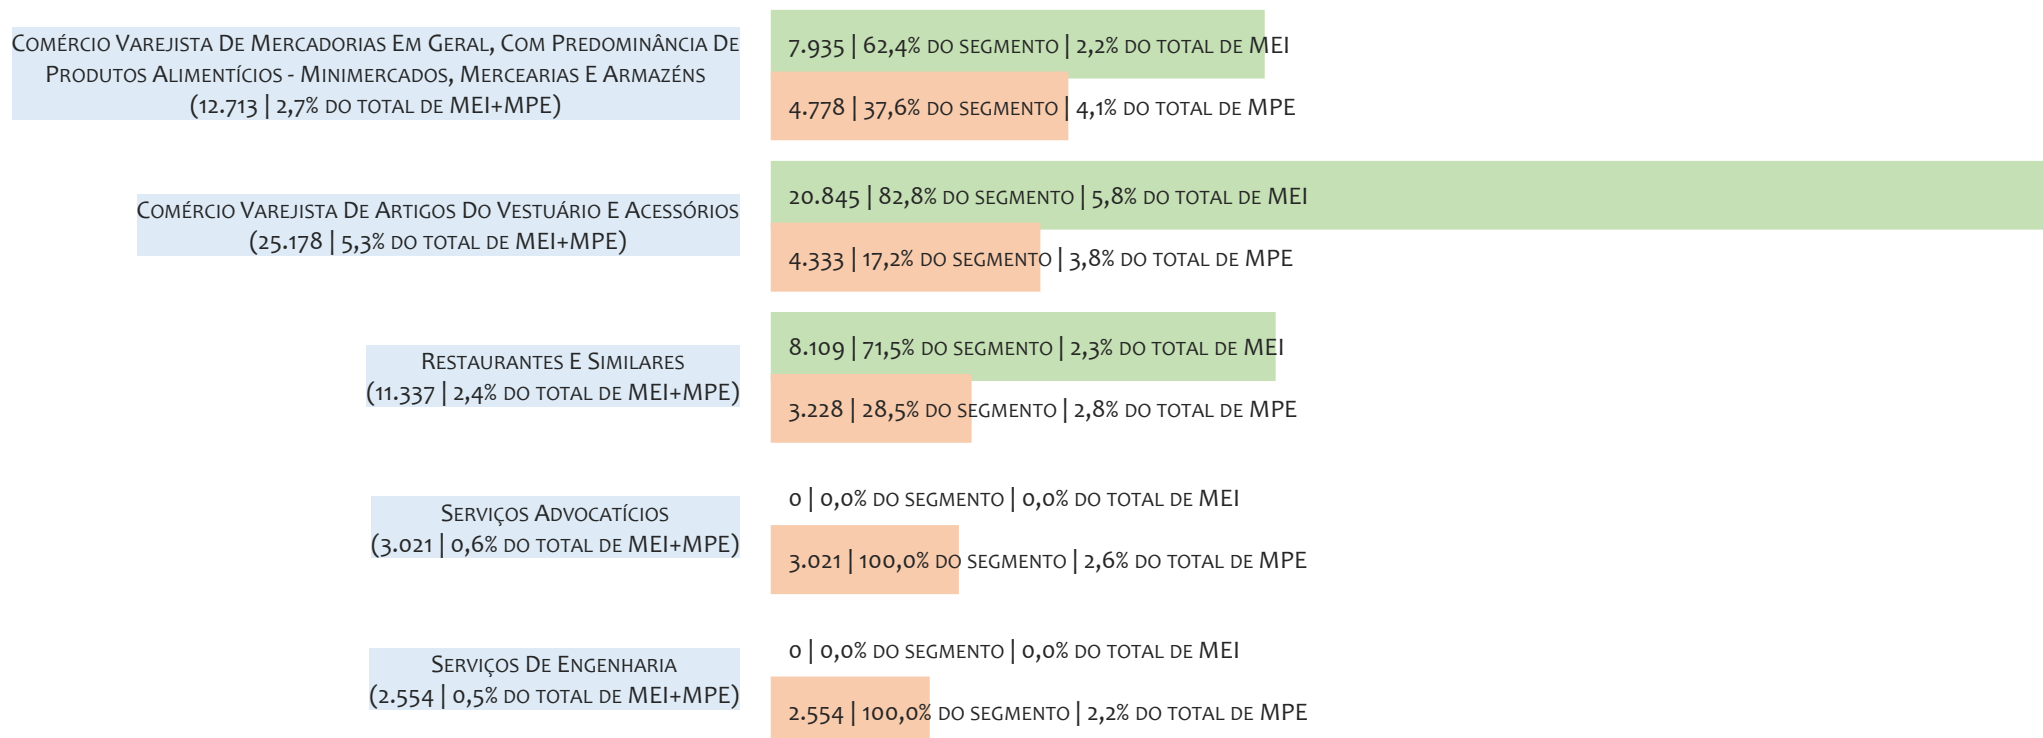 Comércio Varejista De Mercadorias Em Geral, Com Predominância De
Produtos Alimentícios - Minimercados, Mercearias E Armazéns
(12.713 | 2,7% do total de MEI+MPE)
7.935 | 62,4% do segmento | 2,2% do total de MEI
4.778 | 37,6% do segmento | 4,1% do total de MPE
Comércio Varejista De Artigos Do Vestuário E Acessórios
(25.178 | 5,3% do total de MEI+MPE)
20.845 | 82,8% do segmento | 5,8% do total de MEI
4.333 | 17,2% do segmento | 3,8% do total de MPE
Restaurantes E Similares
(11.337 | 2,4% do total de MEI+MPE)
8.109 | 71,5% do segmento | 2,3% do total de MEI
3.228 | 28,5% do segmento | 2,8% do total de MPE
Serviços Advocatícios
(3.021 | 0,6% do total de MEI+MPE)
0 | 0,0% do segmento | 0,0% do total de MEI
3.021 | 100,0% do segmento | 2,6% do total de MPE
Serviços De Engenharia
(2.554 | 0,5% do total de MEI+MPE)
0 | 0,0% do segmento | 0,0% do total de MEI
2.554 | 100,0% do segmento | 2,2% do total de MPE